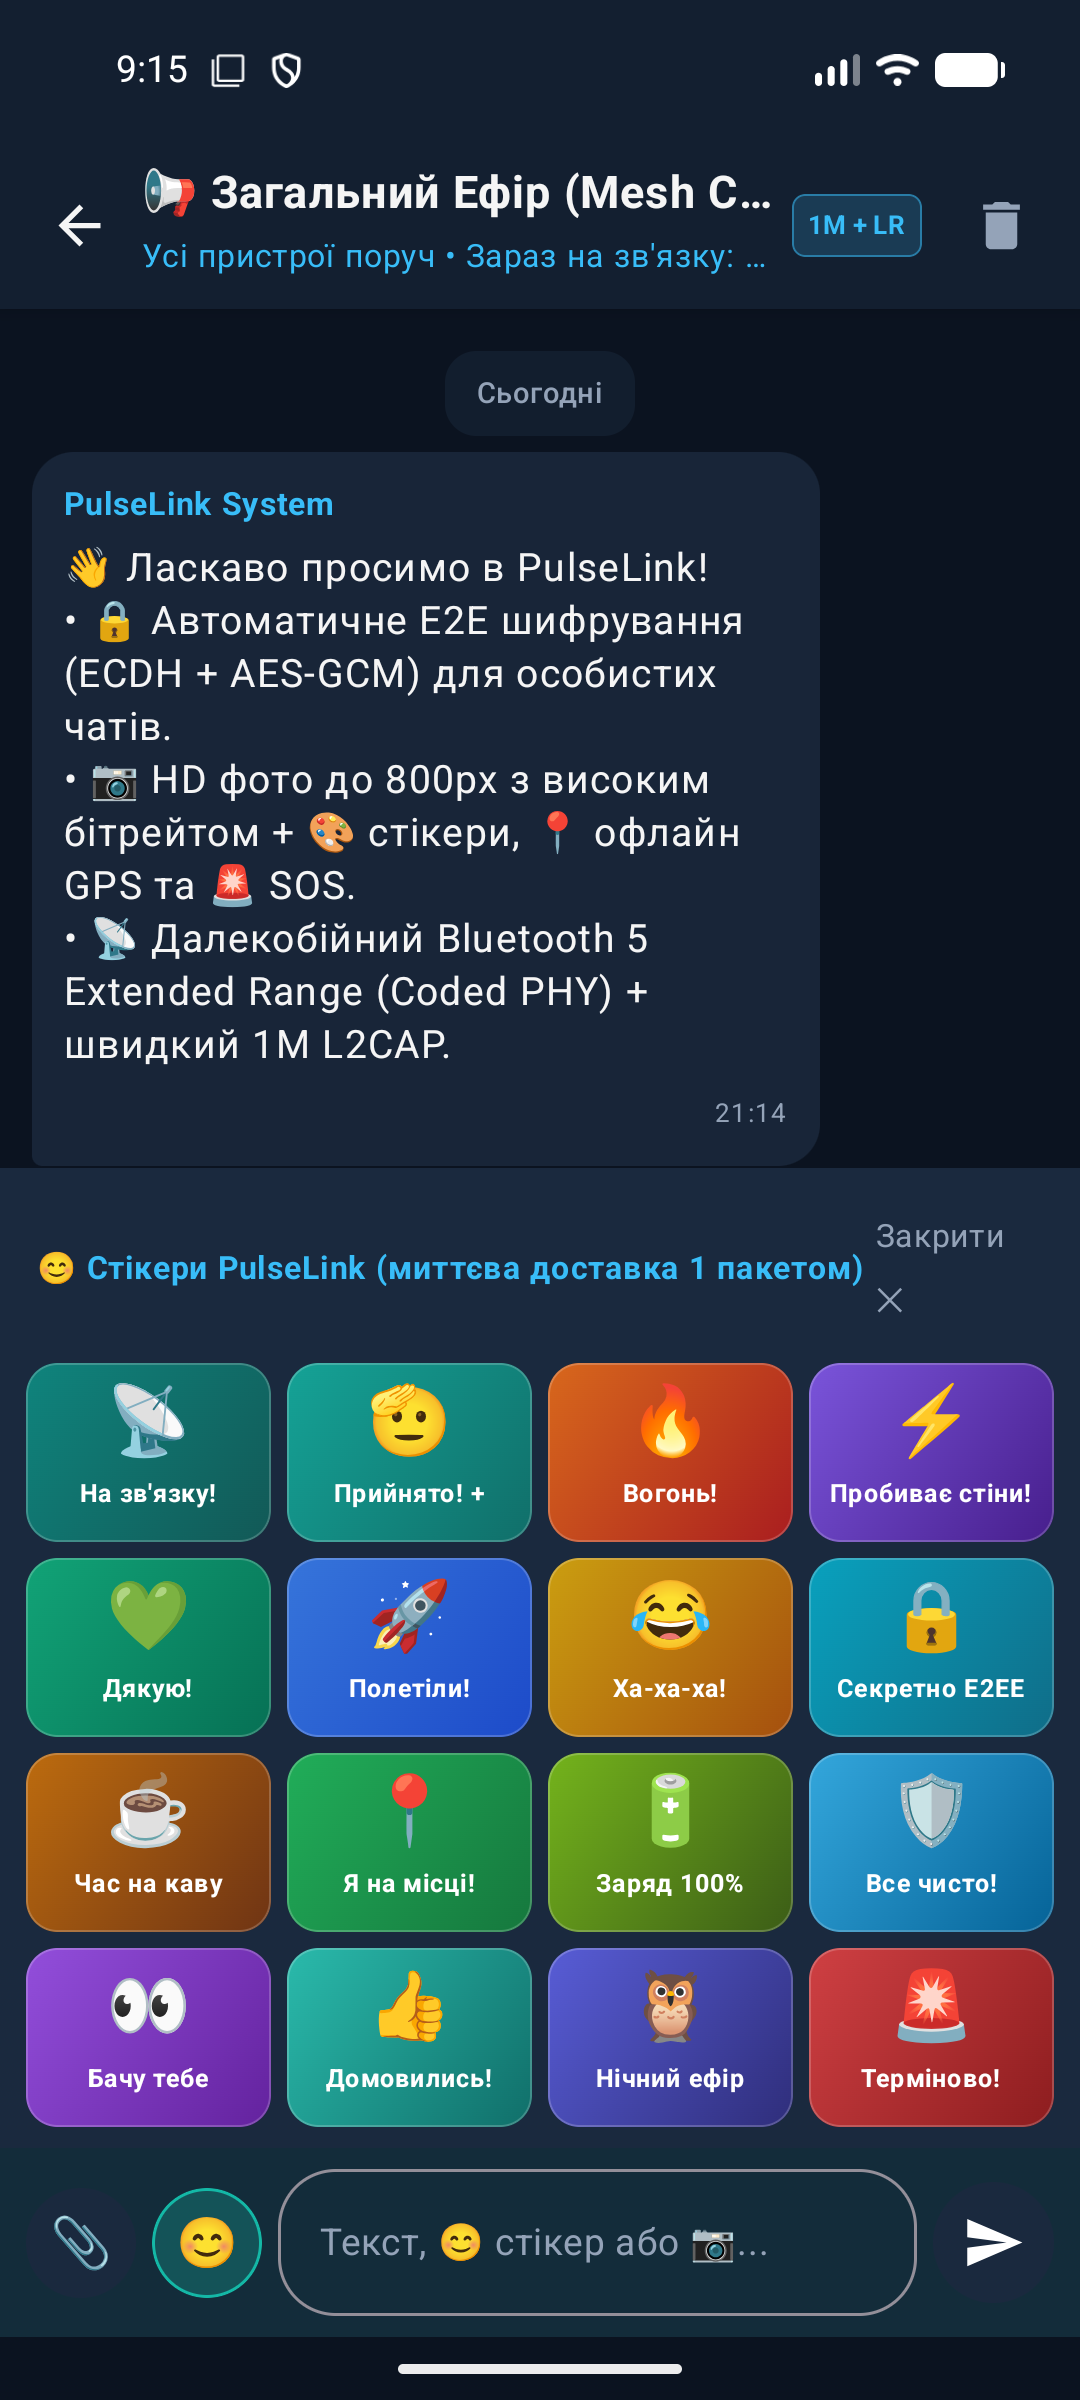 9:15
Загальний Ефір (Mesh C...
Усі пристрої поруч • Зараз на зв'язку: ...
1M + LR
Сьогодні
PulseLink System
👋 Ласкаво просимо в PulseLink!
• 🔒 Автоматичне E2E шифрування
(ECDH + AES-GCM) для особистих
чатів.
• 📷 HD фото до 800px з високим
бітрейтом + 🎨 стікери, 📍 офлайн
GPS та 🚨 SOS.
• 📡 Далекобійний Bluetooth 5
Extended Range (Coded PHY) +
швидкий 1M L2CAP.
21:14
😊 Стікери PulseLink (миттєва доставка 1 пакетом)
Закрити
✕
На зв'язку!
Прийнято! +
Вогонь!
Пробиває стіни!
Дякую!
Полетіли!
Ха-ха-ха!
Секретно E2EE
Час на каву
Я на місці!
Заряд 100%
Все чисто!
Бачу тебе
Домовились!
Нічний ефір
Терміново!
Текст, 😊 стікер або 📷...